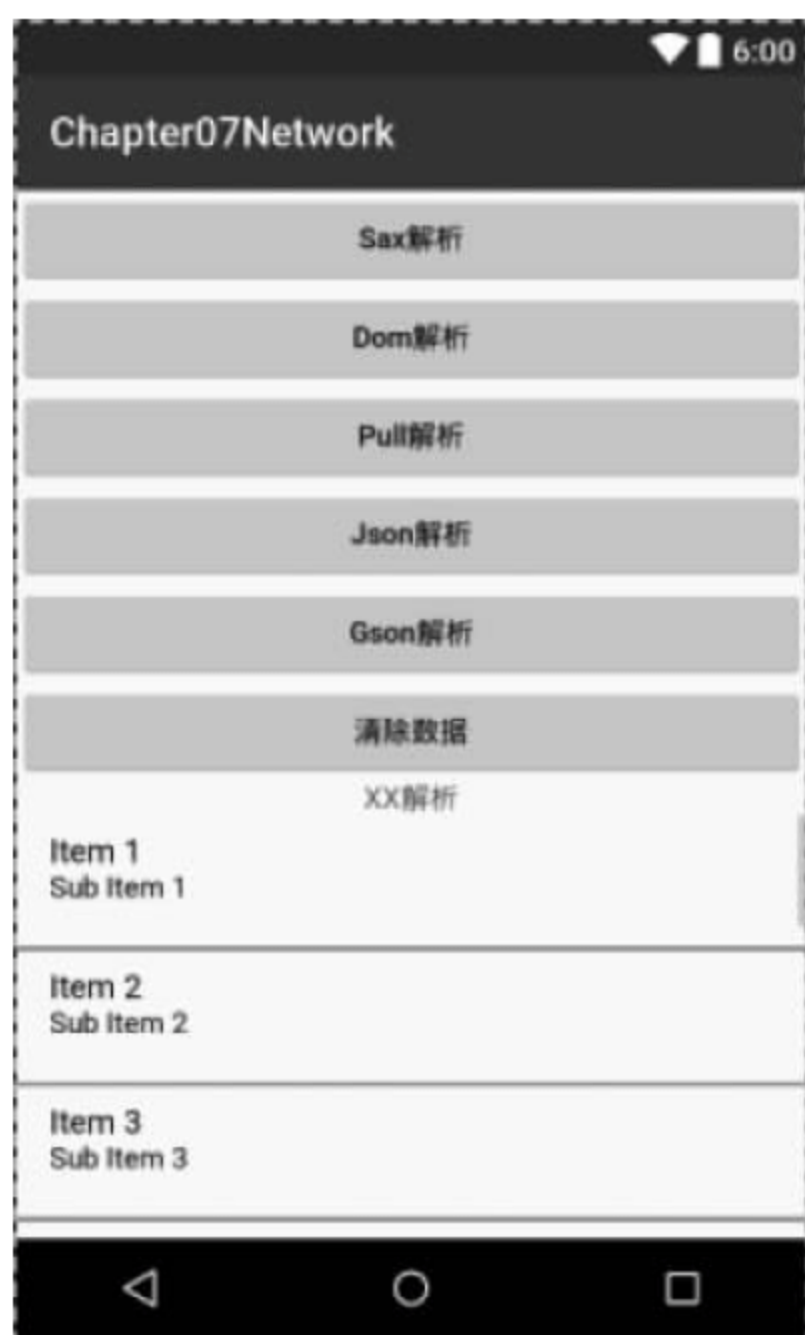 6:00
Chapter07Network
Sax解析
Dom解析
Pull解析
Json解析
Gson解析
清除数据
XX解析
Item 1
Sub Item 1
Item 2
Sub Item 2
Item 3
Sub Item 3